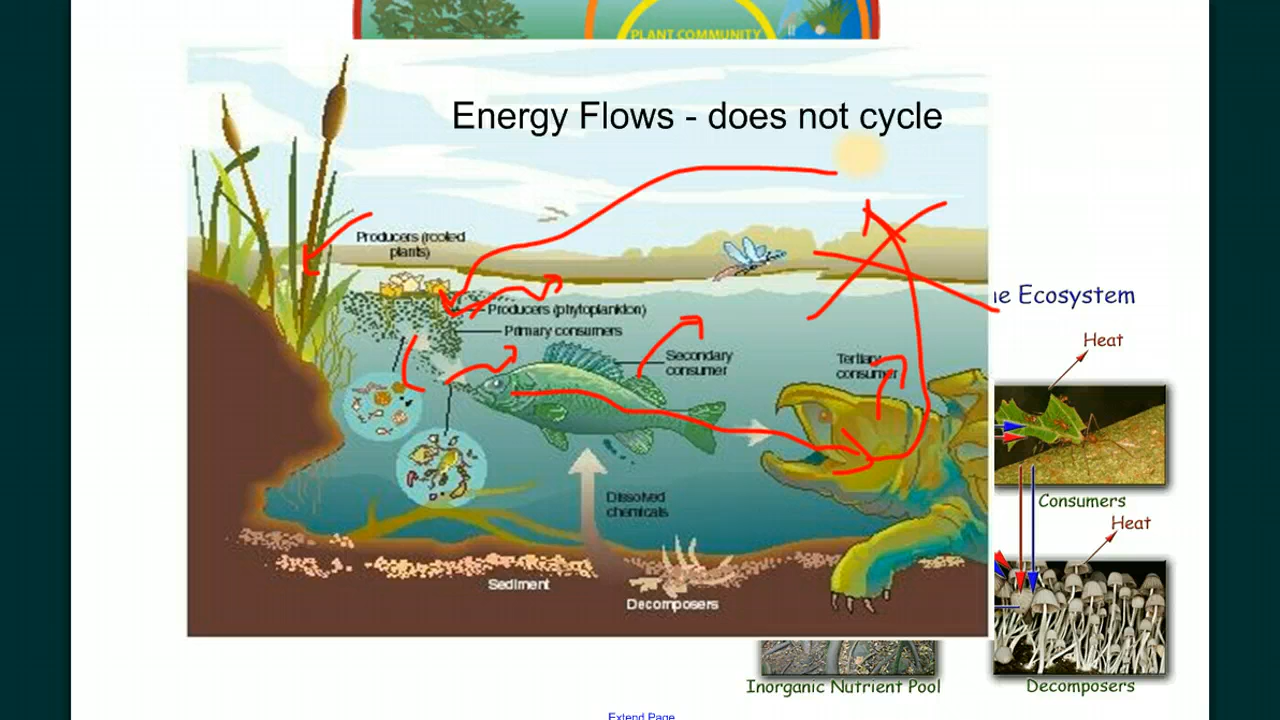 PLANT COMMUNITY
Energy Flows - does not cycle
Producers (rooted
plants)
Producers (phytoplankton)
Primary consumers
Secondary
consumer
Tertiary
consumer
Dissolved
chemicals
Sediment
Decomposers
Ecosystem
Heat
Consumers
Heat
Inorganic Nutrient Pool
Decomposers
Extend Page